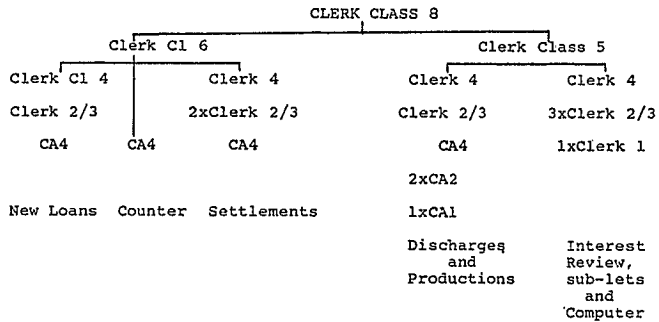 CLERK CLASS 8
Clerk Cl 6 Clerk Class 5
Clerk Cl 4 Clerk 4 Clerk 4 Clerk 4
Clerk 2/3 2xClerk 2/3 Clerk 2/3 3xClerk 2/3
CA4 CA4 CA4 CA4 1xClerk 1
2xCA2
New Loans Counter Settlements 1xCA1
Discharges Interest
and Review,
Productions sub-lets
and
Computer